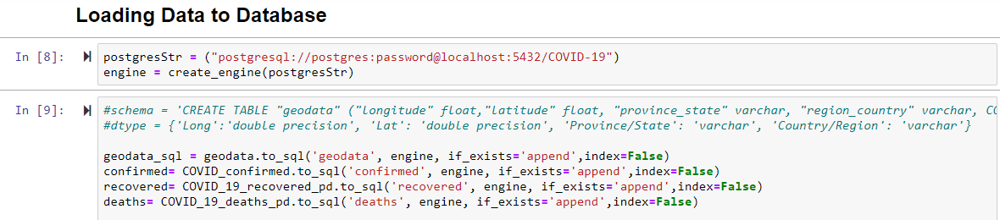 Loading Data to Database
In [8]:
postgresStr = ("postgresql://postgres:password@localhost:5432/COVID-19")
engine = create_engine(postgresStr)
In [9]:
#schema = 'CREATE TABLE "geodata" ("longitude" float,"latitude" float, "province_state" varchar, "region_country" varchar, CO
#dtype = {'Long':'double precision', 'Lat': 'double precision', 'Province/State': 'varchar', 'Country/Region': 'varchar'}
geodata_sql = geodata.to_sql('geodata', engine, if_exists='append',index=False)
confirmed= COVID_confirmed.to_sql('confirmed', engine, if_exists='append',index=False)
recovered= COVID_19_recovered_pd.to_sql('recovered', engine, if_exists='append',index=False)
deaths= COVID_19_deaths_pd.to_sql('deaths', engine, if_exists='append',index=False)